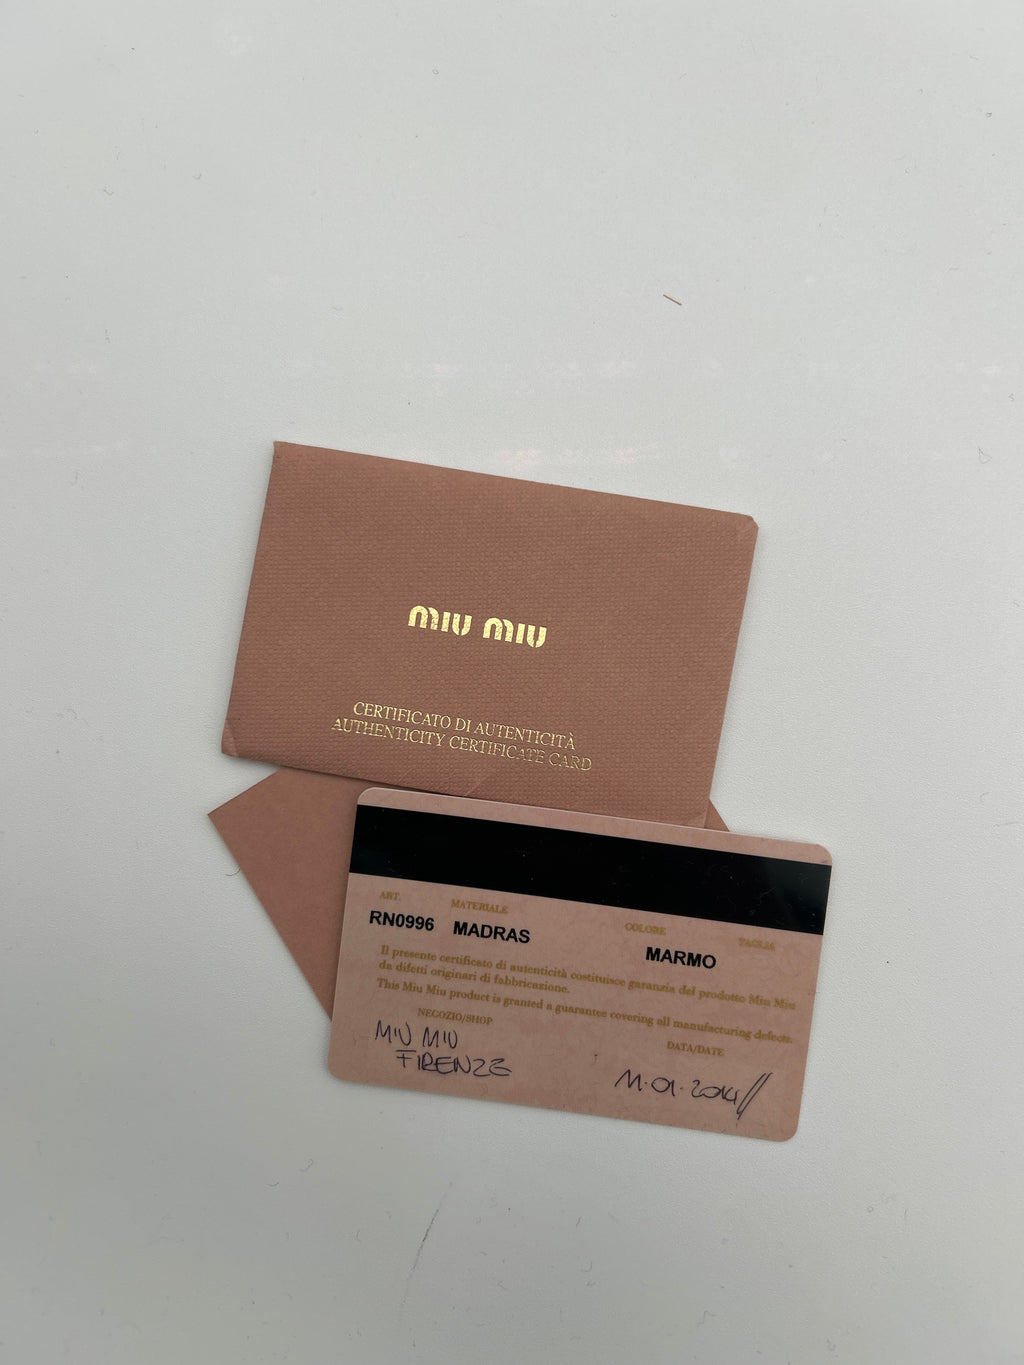 miu miu
CERTIFICATO DI AUTENTICITÀ
AUTHENTICITY CERTIFICATE CARD
ART. MATERIALE COLORE TAGLIA
RN0996 MADRAS MARMO
Il presente certificato di autenticità costituisce garanzia del prodotto Miu Miu
da difetti originari di fabbricazione.
This Miu Miu product is granted a guarantee covering all manufacturing defects.
NEGOZIO/SHOP DATA/DATE
MIU MIU
FIRENZE 11.01.2014//